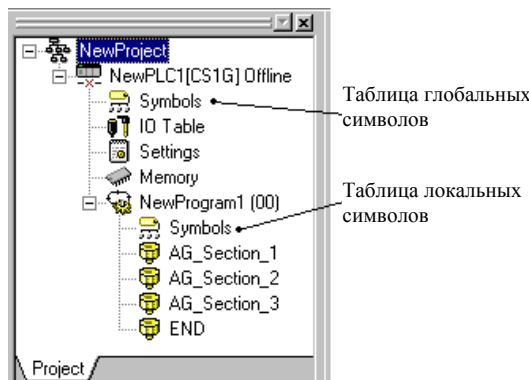 NewProject
NewPLC1[CS1G] Offline
Symbols
IO Table
Settings
Memory
NewProgram1 (00)
Symbols
AG_Section_1
AG_Section_2
AG_Section_3
END
Project
Таблица глобальных
символов
Таблица локальных
символов